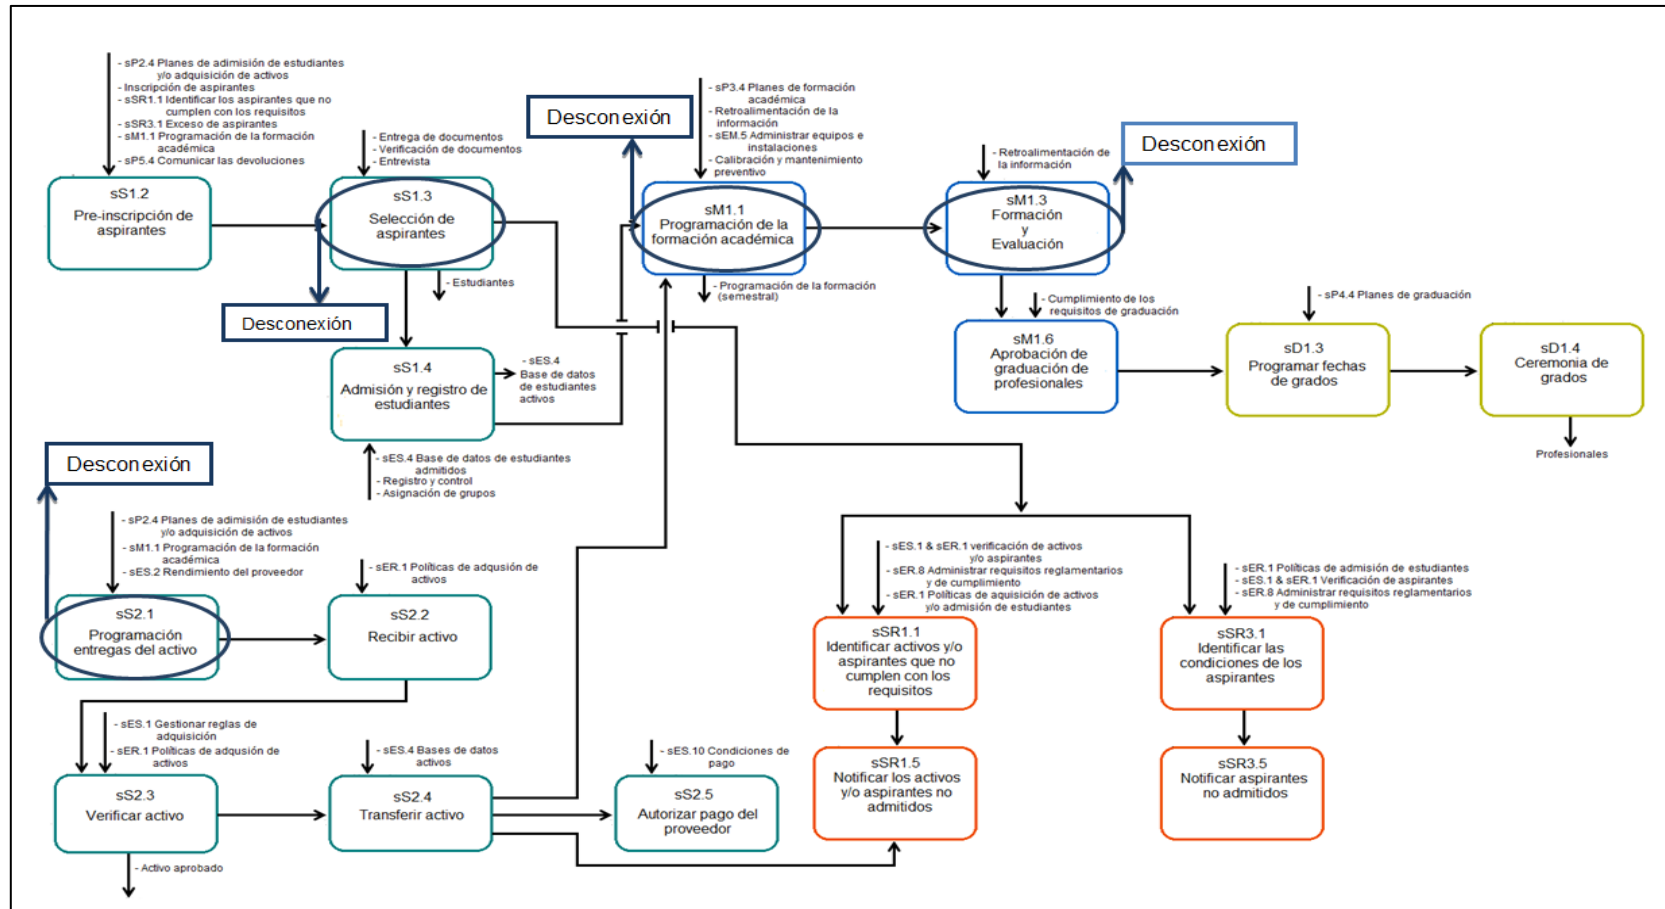 - sP2.4 Planes de adimisión de estudiantes
y/o adquisición de activos
- Inscripción de aspirantes
- sSR1.1 Identificar los aspirantes que no
cumplen con los requisitos
- sSR3.1 Exceso de aspirantes
- sM1.1 Programación de la formación
académica
- sP5.4 Comunicar las devoluciones
sS1.2
Pre-inscripción de
aspirantes
- Entrega de documentos
- Verificación de documentos
- Entrevista
sS1.3
Selección de
aspirantes
- Estudiantes
Desconexión
Desconexión
- sP3.4 Planes de formación
académica
- Retroalimentación de la
información
- sEM.5 Administrar equipos e
instalaciones
- Calibración y mantenimiento
preventivo
sM1.1
Programación de la
formación académica
- Programación de la formación
(semestral)
- Retroalimentación de
la información
Desconexión
sM1.3
Formación
y
Evaluación
- Cumplimiento de los
requisitos de graduación
sM1.6
Aprobación de
graduación de
profesionales
- sP4.4 Planes de graduación
sD1.3
Programar fechas
de grados
sD1.4
Ceremonia de
grados
Profesionales
sS1.4
Admisión y registro de
estudiantes
- sES.4
Base de datos
de estudiantes
activos
- sES.4 Base de datos de estudiantes
admitidos
- Registro y control
- Asignación de grupos
Desconexión
- sP2.4 Planes de adimisión de estudiantes
y/o adquisición de activos
- sM1.1 Programación de la formación
académica
- sES.2 Rendimiento del proveedor
sS2.1
Programación
entregas del activo
- sER.1 Políticas de adqusión de
activos
sS2.2
Recibir activo
- sES.1 & sER.1 verificación de activos
y/o aspirantes
- sER.8 Administrar requisitos reglamentarios
y de cumplimiento
- sER.1 Políticas de aquisición de activos
y/o admisión de estudiantes
sSR1.1
Identificar activos y/o
aspirantes que no
cumplen con los
requisitos
- sER.1 Políticas de admisión de estudiantes
- sES.1 & sER.1 Verificación de aspirantes
- sER.8 Administrar requisitos reglamentarios
y de cumplimiento
sSR3.1
Identificar las
condiciones de los
aspirantes
- sES.1 Gestionar reglas de
adquisición
- sER.1 Políticas de adqusión de
activos
sS2.3
Verificar activo
- Activo aprobado
- sES.4 Bases de datos
activos
sS2.4
Transferir activo
- sES.10 Condiciones de
pago
sS2.5
Autorizar pago del
proveedor
sSR1.5
Notificar los activos
y/o aspirantes no
admitidos
sSR3.5
Notificar aspirantes
no admitidos